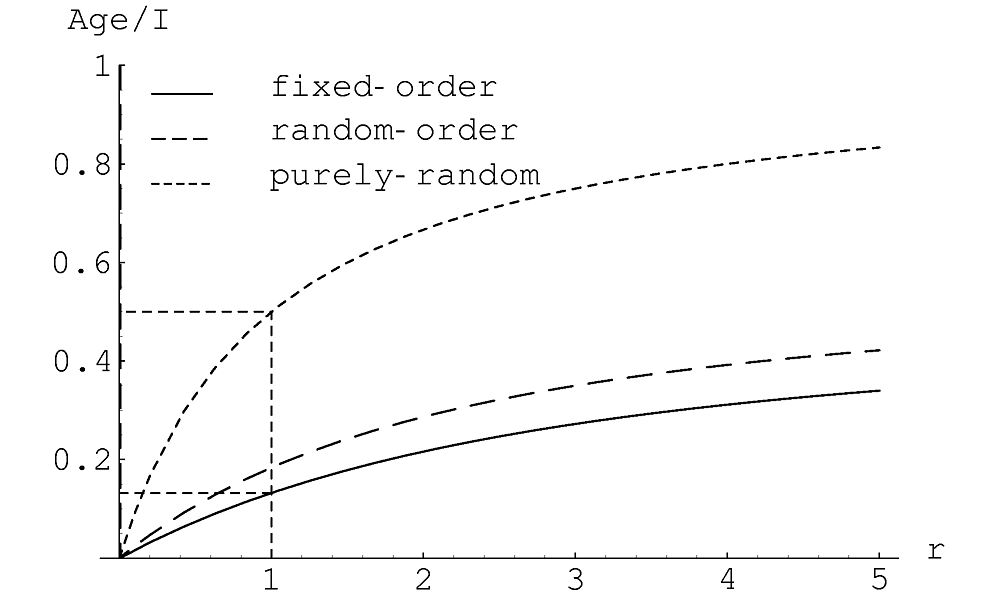 Age/I
1
fixed- order
random- order
0.8
purely- random
0.6
0.4
0.2
r
1 2 3 4 5